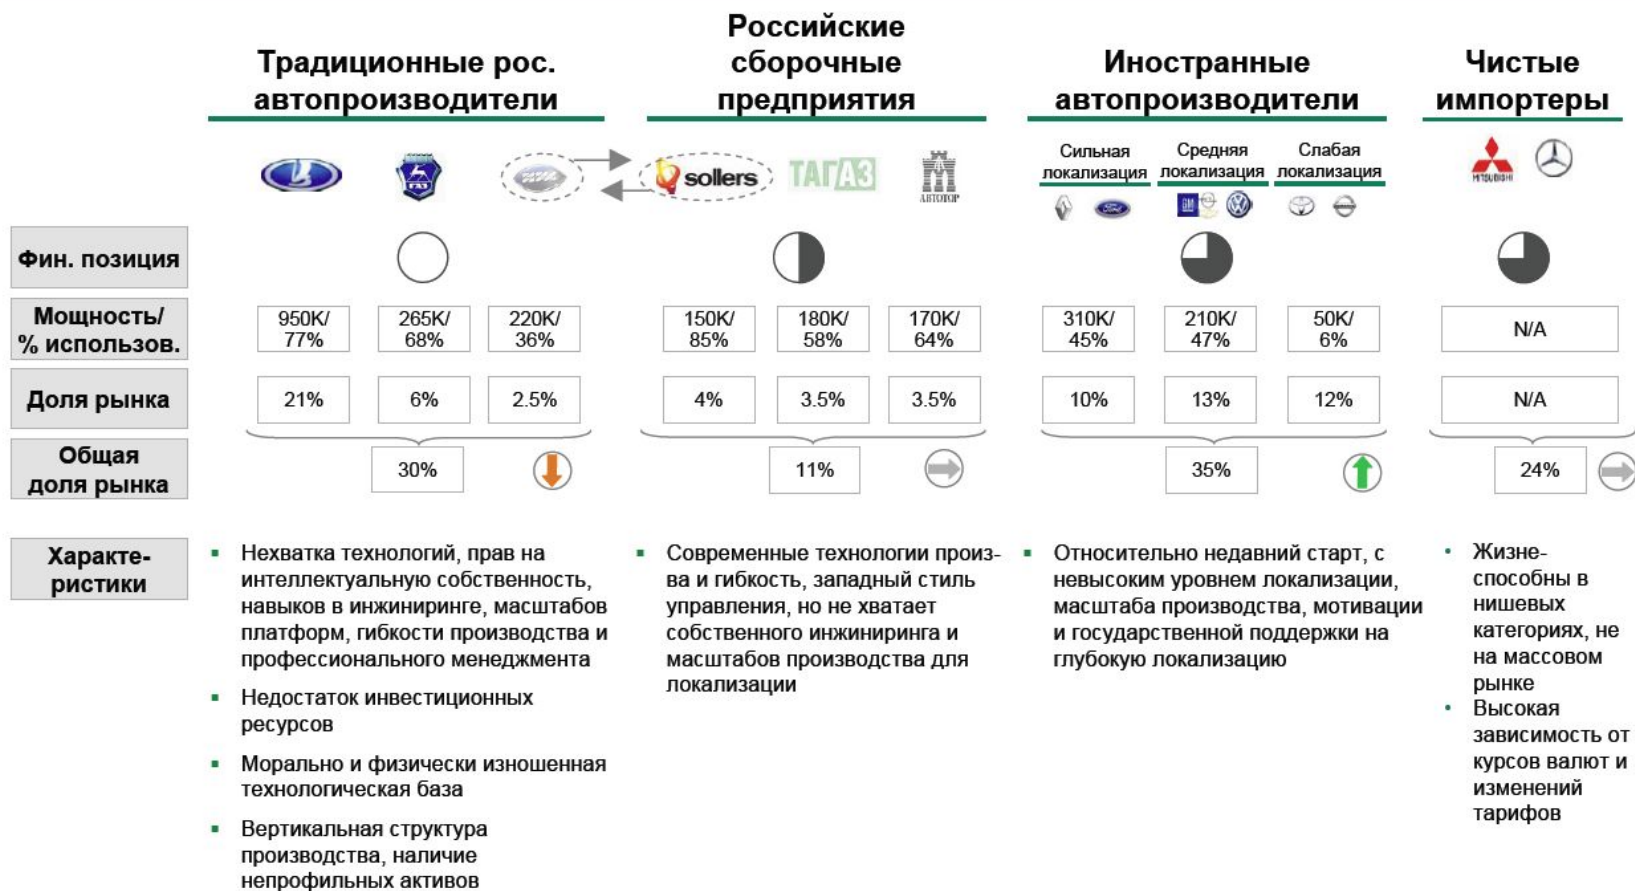 Традиционные рос.
автопроизводители
Российские
сборочные
предприятия
Иностранные
автопроизводители
Чистые
импортеры
ГАЗ
sollers
ТАГАЗ
АВТОТОР
Сильная
локализация
Средняя
локализация
Слабая
локализация
Ford
GM
MITSUBISHI
Фин. позиция
Мощность/
% использов.
950K/
77%
265K/
68%
220K/
36%
150K/
85%
180K/
58%
170K/
64%
310K/
45%
210K/
47%
50K/
6%
N/A
Доля рынка
21%
6%
2.5%
4%
3.5%
3.5%
10%
13%
12%
N/A
Общая
доля рынка
30%
11%
35%
24%
Характе-
ристики
▪ Нехватка технологий, прав на
интеллектуальную собственность,
навыков в инжиниринге, масштабов
платформ, гибкости производства и
профессионального менеджмента
▪ Недостаток инвестиционных
ресурсов
▪ Морально и физически изношенная
технологическая база
▪ Вертикальная структура
производства, наличие
непрофильных активов
▪ Современные технологии произ-
ва и гибкость, западный стиль
управления, но не хватает
собственного инжиниринга и
масштабов производства для
локализации
▪ Относительно недавний старт, с
невысоким уровнем локализации,
масштаба производства, мотивации
и государственной поддержки на
глубокую локализацию
• Жизне-
способны в
нишевых
категориях, не
на массовом
рынке
• Высокая
зависимость от
курсов валют и
изменений
тарифов